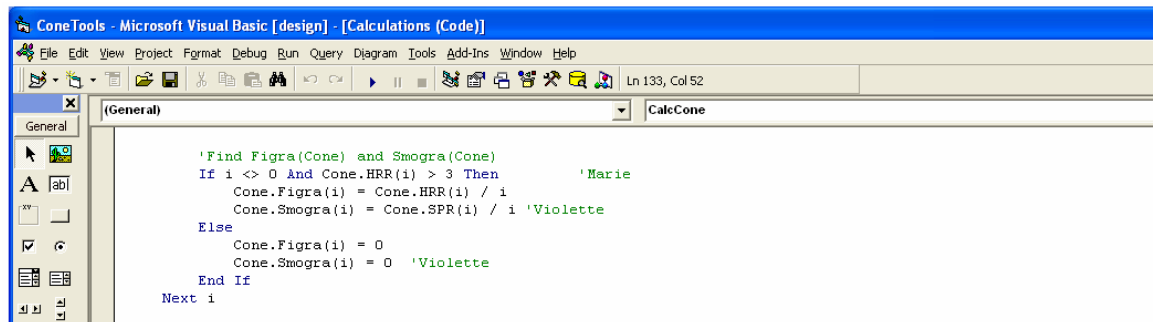 ConeTools - Microsoft Visual Basic [design] - [Calculations (Code)]
File Edit View Project Format Debug Run Query Diagram Tools Add-Ins Window Help
Ln 133, Col 52
(General) CalcCone
General
'Find Figra(Cone) and Smogra(Cone)
If i <> 0 And Cone.HRR(i) > 3 Then 'Marie
Cone.Figra(i) = Cone.HRR(i) / i
Cone.Smogra(i) = Cone.SPR(i) / i 'Violette
Else
Cone.Figra(i) = 0
Cone.Smogra(i) = 0 'Violette
End If
Next i
A ab|
xv